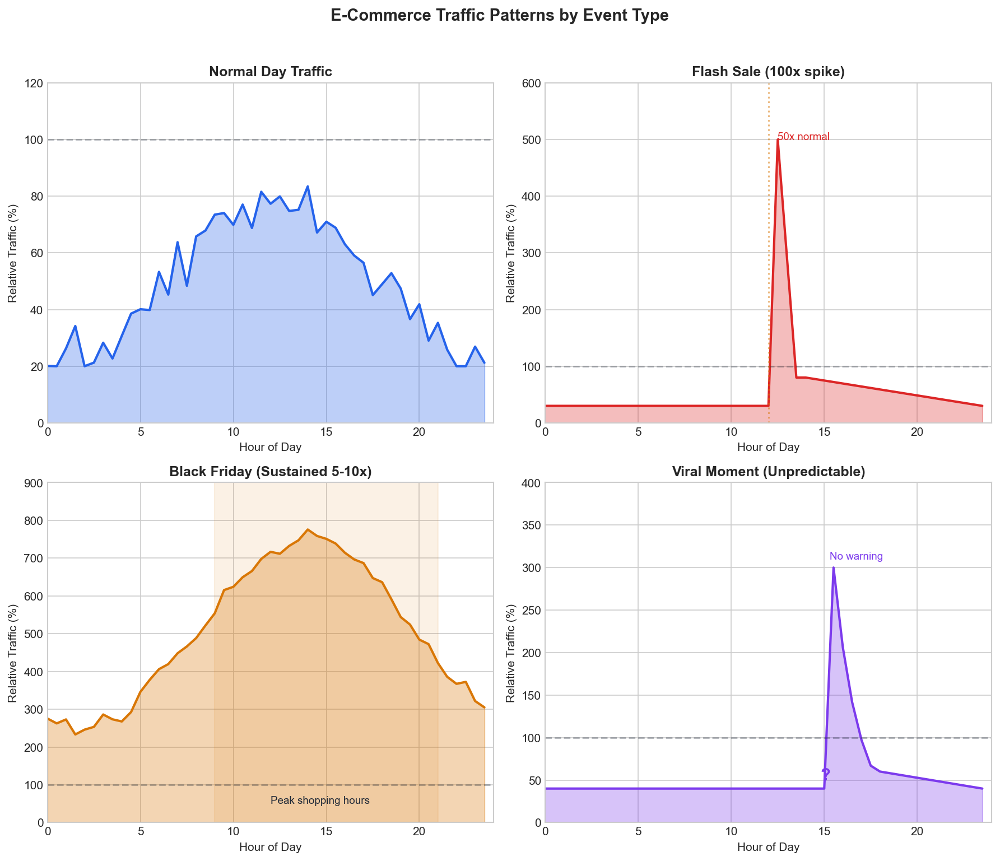 E-Commerce Traffic Patterns by Event Type
Normal Day Traffic
Relative Traffic (%)
120
100
80
60
40
20
0
0 5 10 15 20
Hour of Day
Flash Sale (100x spike)
Relative Traffic (%)
600
500
400
300
200
100
0
50x normal
0 5 10 15 20
Hour of Day
Black Friday (Sustained 5-10x)
Relative Traffic (%)
900
800
700
600
500
400
300
200
100
0
Peak shopping hours
0 5 10 15 20
Hour of Day
Viral Moment (Unpredictable)
Relative Traffic (%)
400
350
300
250
200
150
100
50
0
No warning
?
0 5 10 15 20
Hour of Day